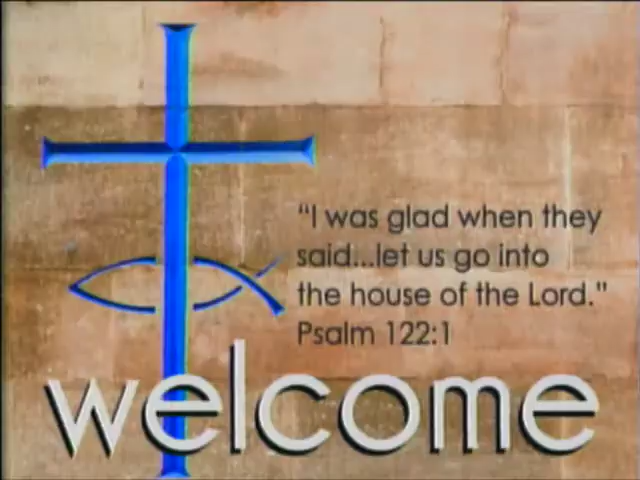 “I was glad when they
said...let us go into
the house of the Lord.”
Psalm 122:1
welcome